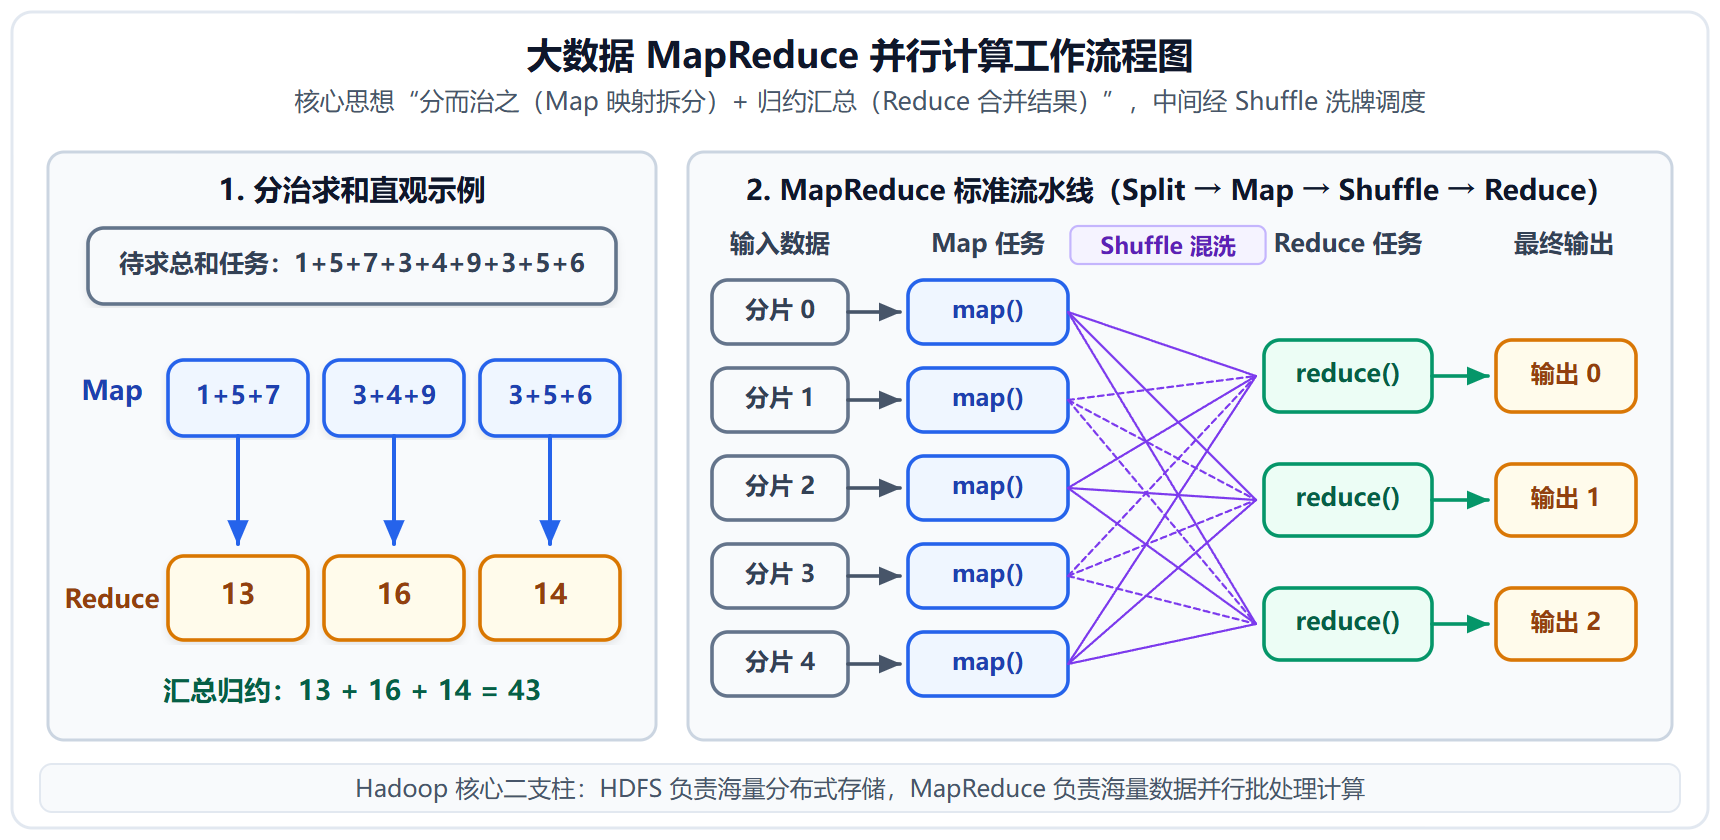 大数据 MapReduce 并行计算工作流程图
核心思想“分而治之（Map 映射拆分）+ 归约汇总（Reduce 合并结果）”，中间经 Shuffle 洗牌调度
1. 分治求和直观示例
待求总和任务：1+5+7+3+4+9+3+5+6
Map
1+5+7
3+4+9
3+5+6
Reduce
13
16
14
汇总归约：13 + 16 + 14 = 43
2. MapReduce 标准流水线（Split → Map → Shuffle → Reduce）
输入数据
Map 任务
Shuffle 混洗
Reduce 任务
最终输出
分片 0
map()
分片 1
map()
分片 2
map()
分片 3
map()
分片 4
map()
reduce()
输出 0
reduce()
输出 1
reduce()
输出 2
Hadoop 核心二支柱：HDFS 负责海量分布式存储，MapReduce 负责海量数据并行批处理计算